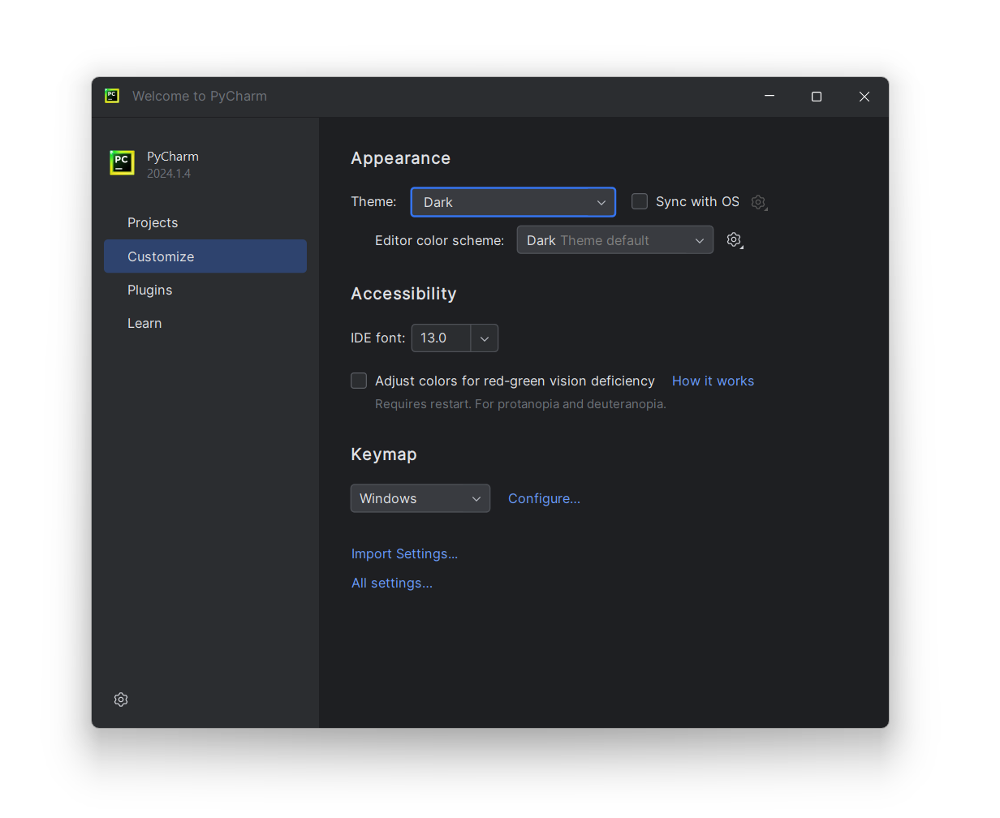 PC Welcome to PyCharm
PC PyCharm
2024.1.4
Projects
Customize
Plugins
Learn
Appearance
Theme: Dark Sync with OS
Editor color scheme: Dark Theme default
Accessibility
IDE font: 13.0
Adjust colors for red-green vision deficiency How it works
Requires restart. For protanopia and deuteranopia.
Keymap
Windows Configure...
Import Settings...
All settings...